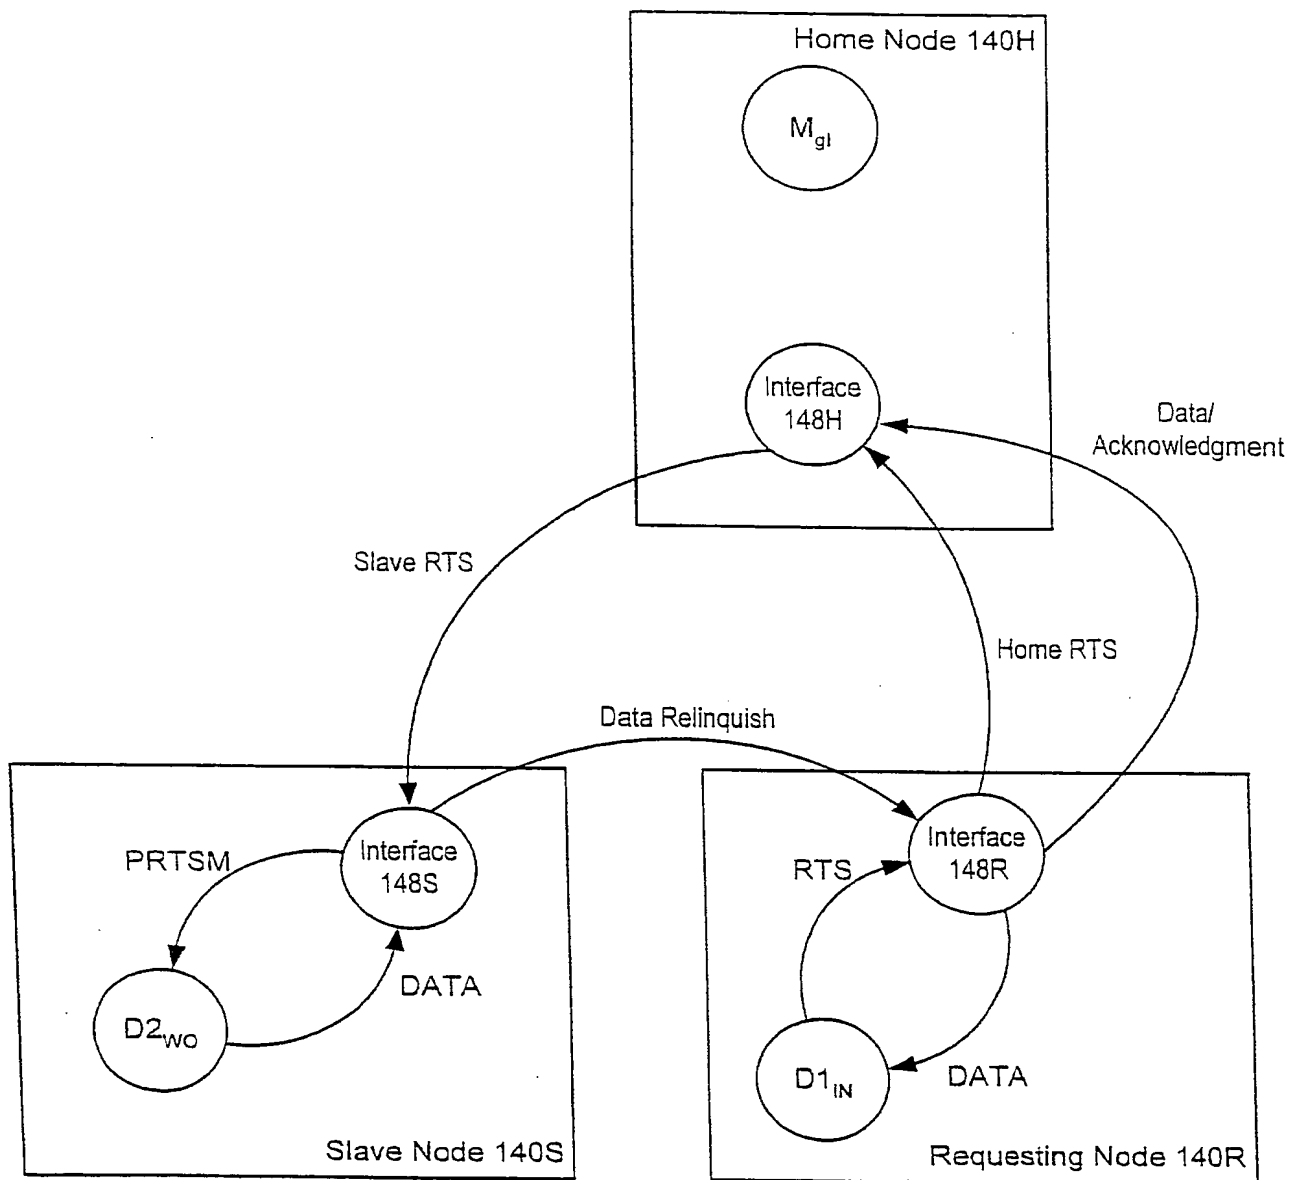 Home Node 140H
M_gI
Interface
148H
Data/
Acknowledgment
Slave RTS
Home RTS
Data Relinquish
Interface
148S
PRTSM
DATA
D2_WO
Slave Node 140S
Interface
148R
RTS
DATA
D1_IN
Requesting Node 140R